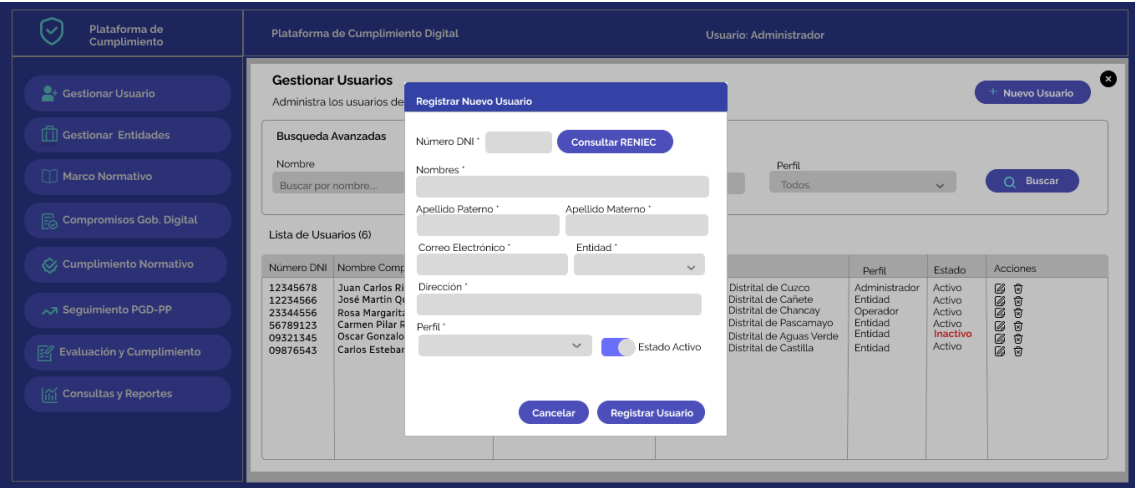 Plataforma de
Cumplimiento
Plataforma de Cumplimiento Digital
Usuario: Administrador
Gestionar Usuario
Gestionar Entidades
Marco Normativo
Compromisos Gob. Digital
Cumplimiento Normativo
Seguimiento PGD-PP
Evaluación y Cumplimiento
Consultas y Reportes
Gestionar Usuarios
Administra los usuarios de
+ Nuevo Usuario
Busqueda Avanzadas
Nombre
Buscar por nombre....
Perfil
Todos.
Buscar
Lista de Usuarios (6)
Número DNI Nombre Comp Perfil Estado Acciones
12345678 Juan Carlos Ri Distrital de Cuzco Administrador Activo
12234566 José Martin Qu Distrital de Cañete Entidad Activo
23344556 Rosa Margarit Distrital de Chancay Operador Activo
56789123 Carmen Pilar R Distrital de Pascamayo Entidad Activo
09321345 Oscar Gonzalo Distrital de Aguas Verde Entidad Inactivo
09876543 Carlos Esteban Distrital de Castilla Entidad Activo
Registrar Nuevo Usuario
Número DNI *
Consultar RENIEC
Nombres *
Apellido Paterno * Apellido Materno *
Correo Electrónico * Entidad *
Dirección *
Perfil *
Estado Activo
Cancelar Registrar Usuario